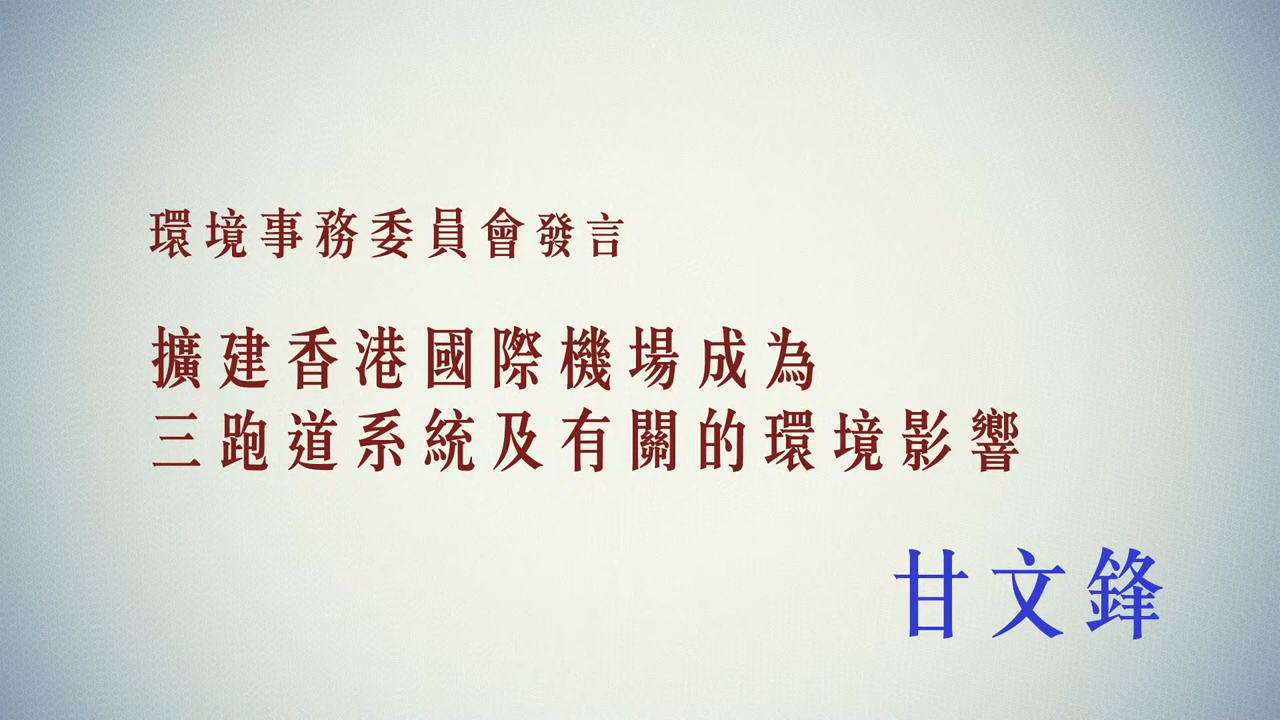 環境事務委員會發言
擴建香港國際機場成為
三跑道系統及有關的環境影響
甘文鋒